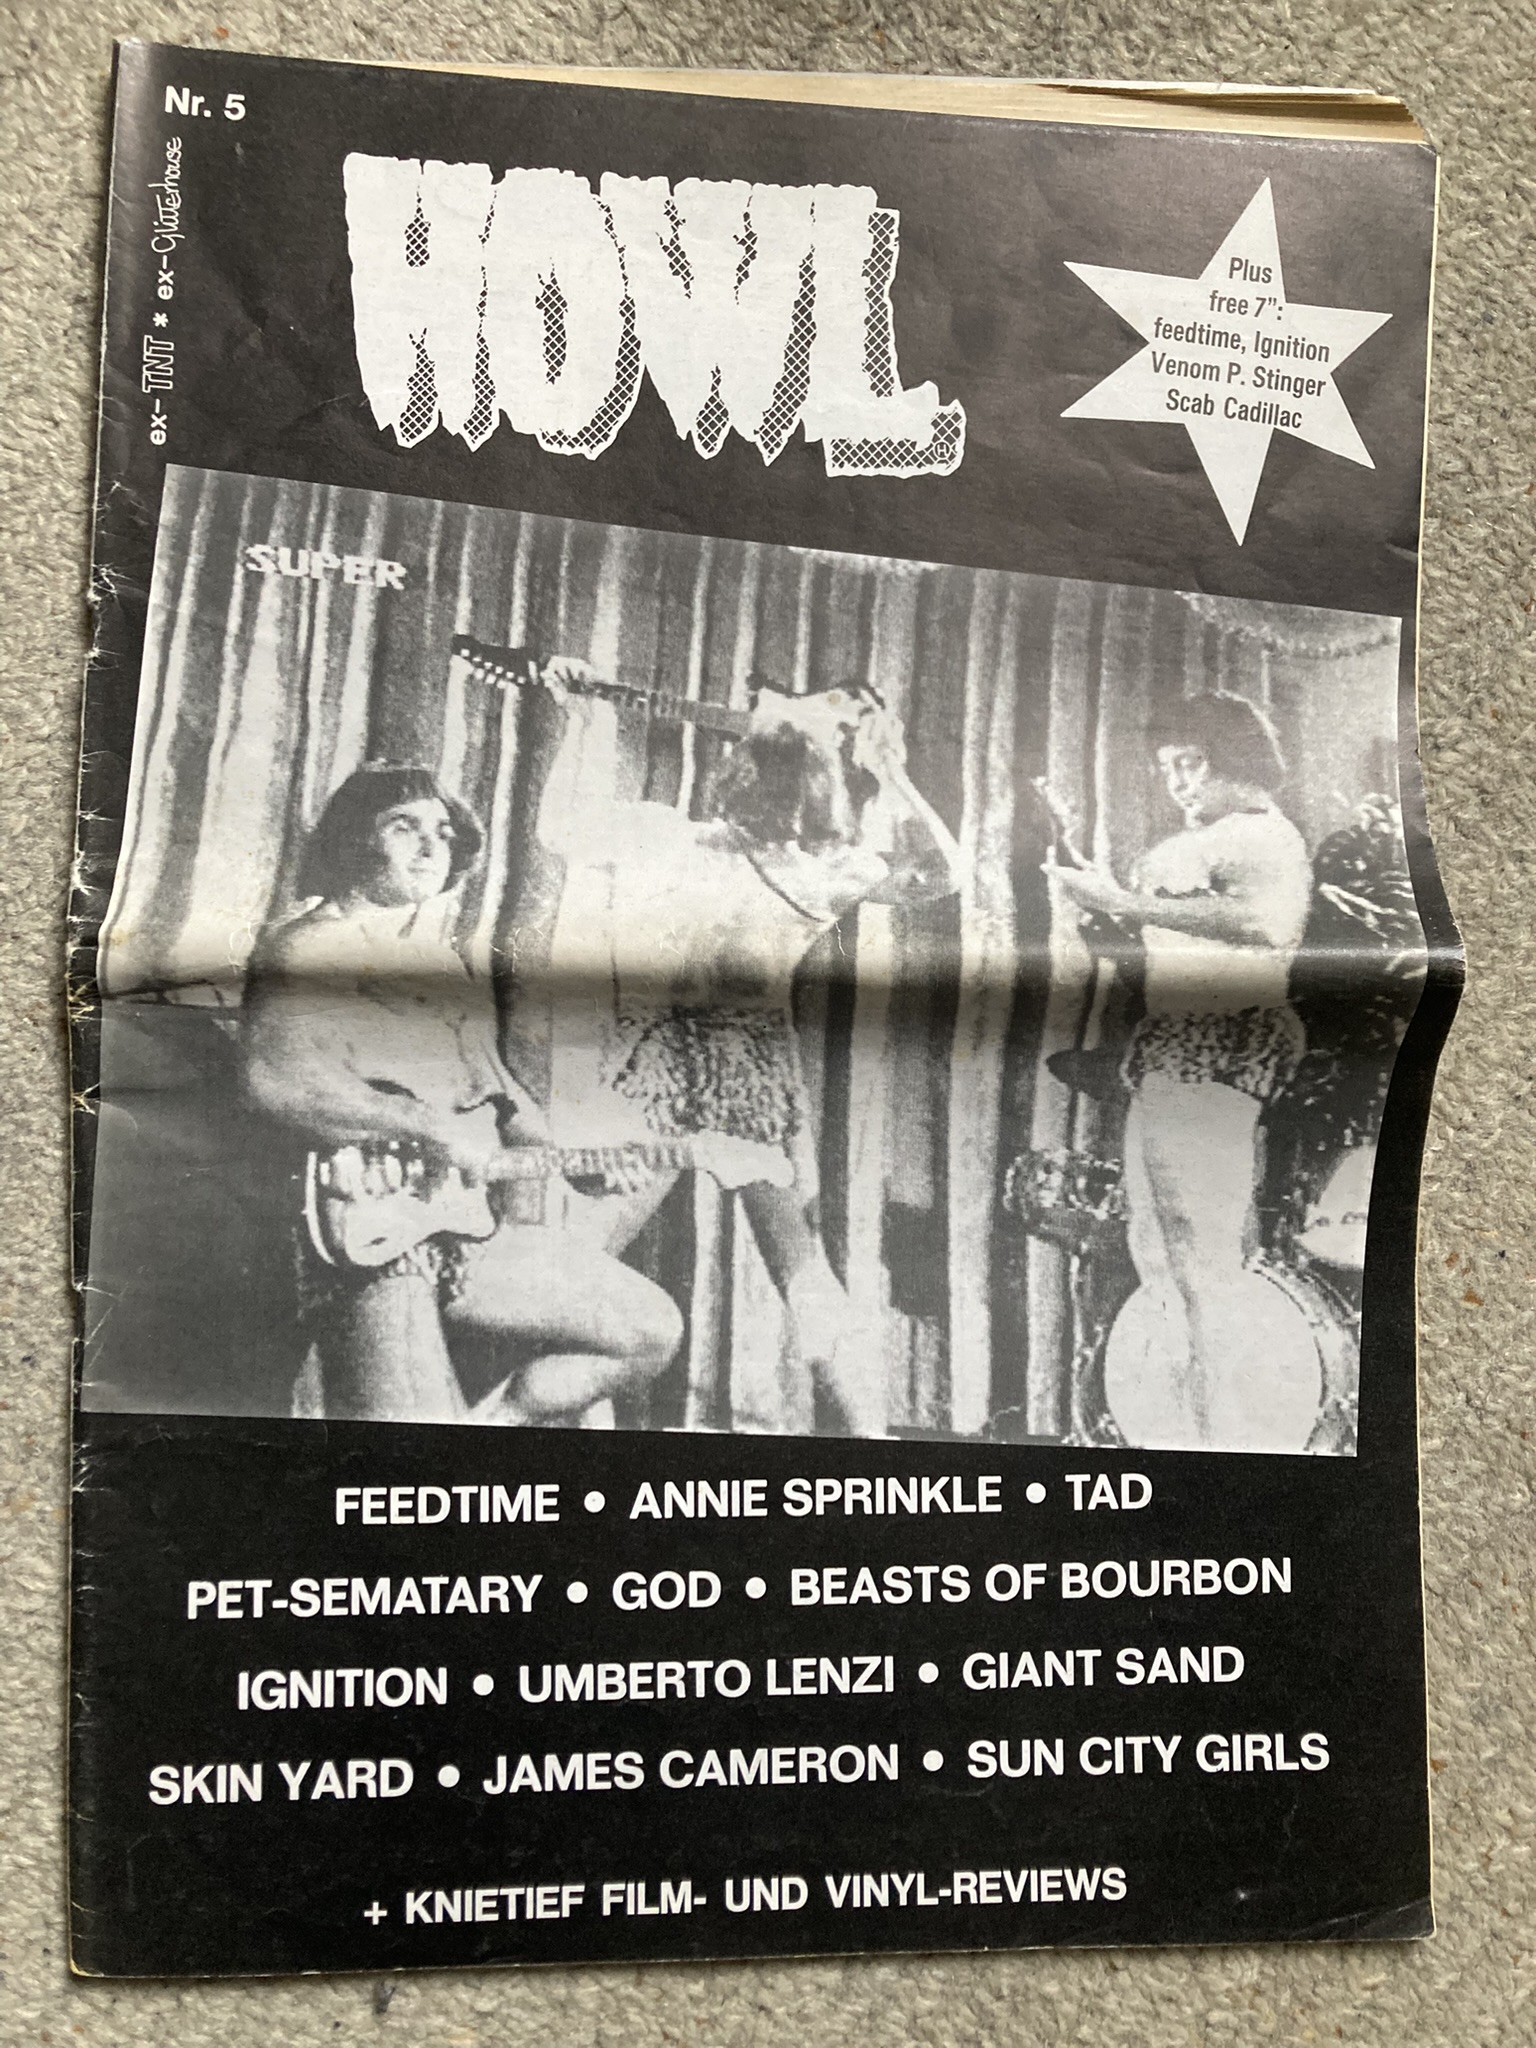 Nr. 5
ex-TNT * ex-Glitterhouse
HOWL
H
Plus
free 7":
feedtime, Ignition
Venom P. Stinger
Scab Cadillac
SUPER
FEEDTIME • ANNIE SPRINKLE • TAD
PET-SEMATARY • GOD • BEASTS OF BOURBON
IGNITION • UMBERTO LENZI • GIANT SAND
SKIN YARD • JAMES CAMERON • SUN CITY GIRLS
+ KNIETIEF FILM- UND VINYL-REVIEWS